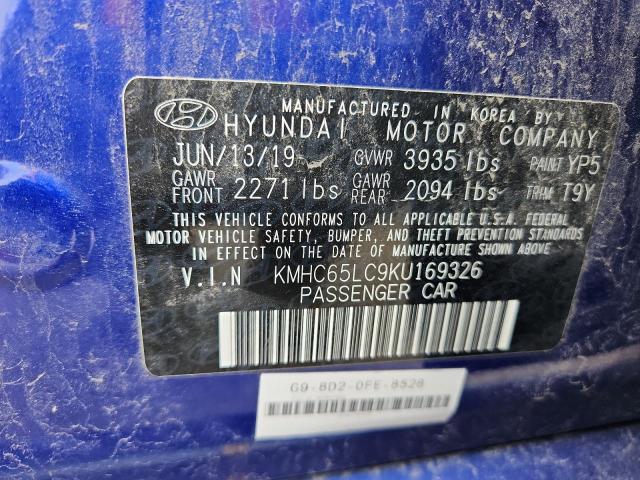 MANUFACTURED IN KOREA BY
HYUNDAI MOTOR COMPANY
JUN/13/19 GVWR 3935 lbs PAINT YP5
GAWR FRONT 2271 lbs GAWR REAR 2094 lbs TRIM T9Y
THIS VEHICLE CONFORMS TO ALL APPLICABLE U.S.A. FEDERAL
MOTOR VEHICLE SAFETY, BUMPER, AND THEFT PREVENTION STANDARDS
IN EFFECT ON THE DATE OF MANUFACTURE SHOWN ABOVE.
V.I.N KMHC65LC9KU169326
PASSENGER CAR
G9-8D2-0FE-8528